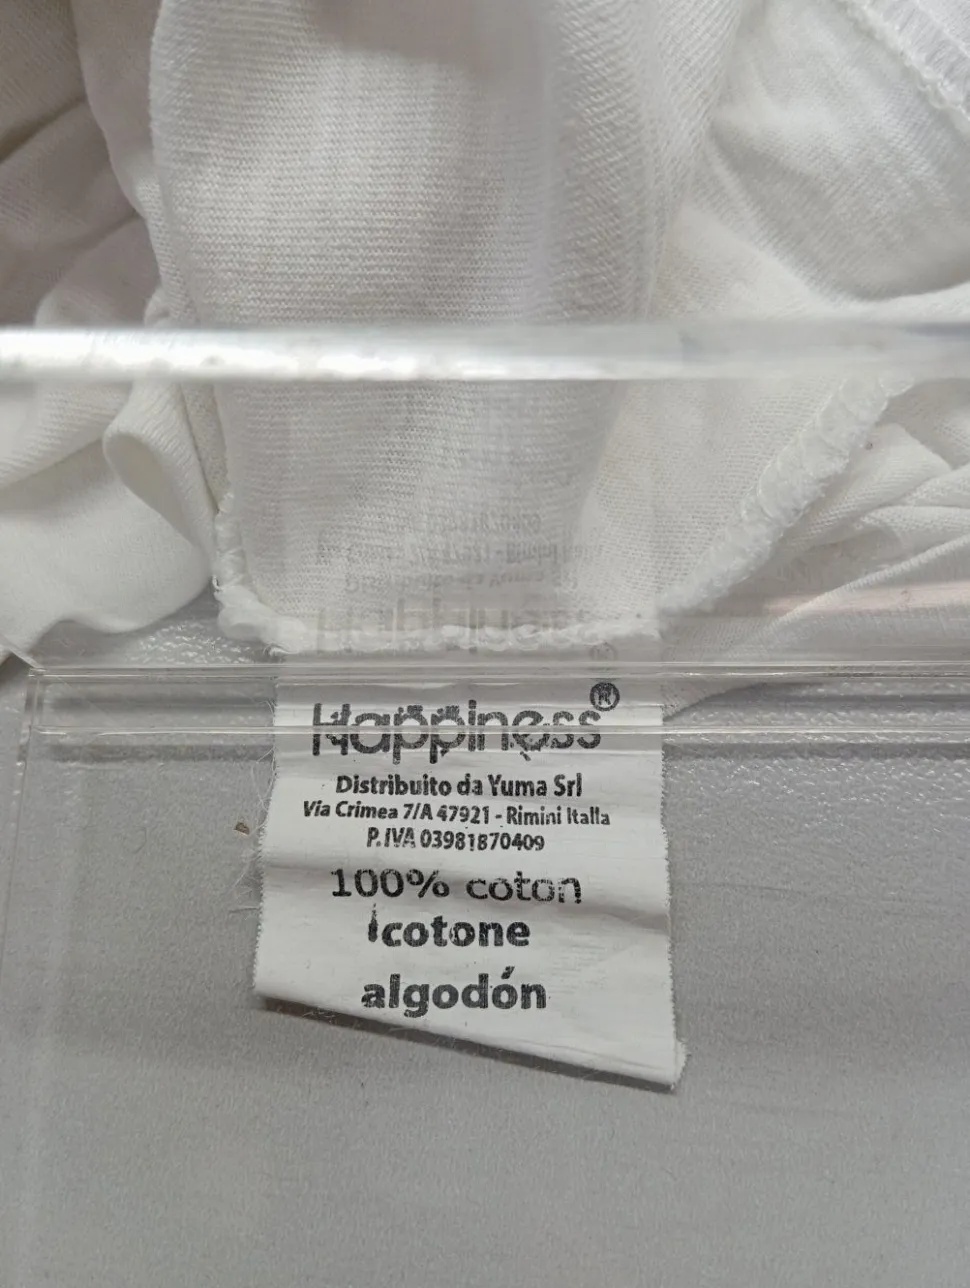 Happiness®
Distribuito da Yuma Srl
Via Crimea 7/A 47921 - Rimini Italia
P.IVA 03981870409
100% coton
cotone
algodón